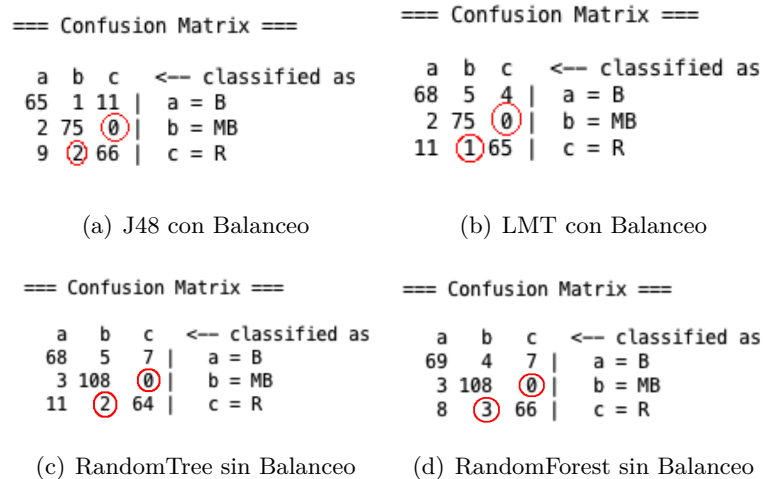 === Confusion Matrix ===
a b c <-- classified as
65 1 11 | a = B
2 75 0 | b = MB
9 2 66 | c = R
(a) J48 con Balanceo
=== Confusion Matrix ===
a b c <-- classified as
68 5 4 | a = B
2 75 0 | b = MB
11 1 65 | c = R
(b) LMT con Balanceo
=== Confusion Matrix ===
a b c <-- classified as
68 5 7 | a = B
3 108 0 | b = MB
11 2 64 | c = R
(c) RandomTree sin Balanceo
=== Confusion Matrix ===
a b c <-- classified as
69 4 7 | a = B
3 108 0 | b = MB
8 3 66 | c = R
(d) RandomForest sin Balanceo